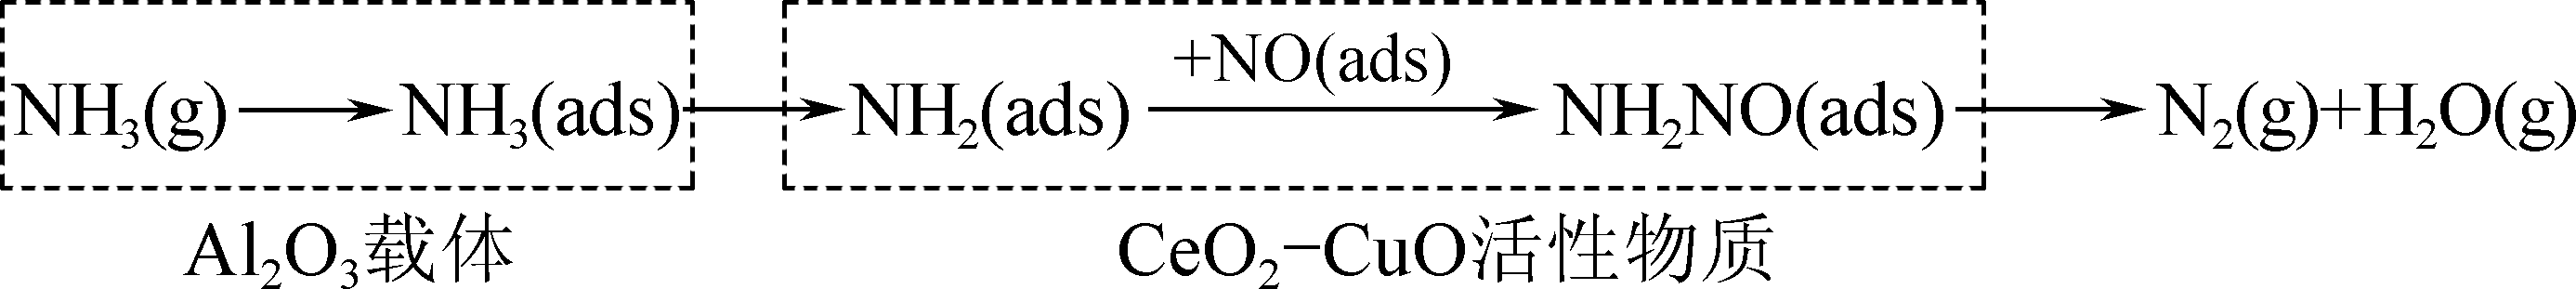 +NO(ads)
NH₃(g) → NH₃(ads) → NH₂(ads) → NH₂NO(ads) → N₂(g)+H₂O(g)
Al₂O₃载体 CeO₂−CuO活性物质